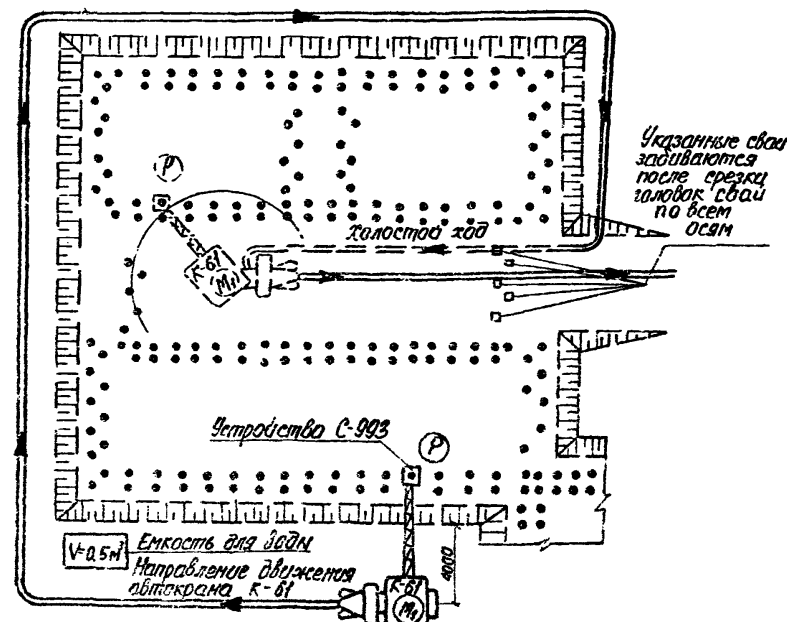 Указанные сваи
забиваются
после срезки
головок свай
по всем
осям
Р
Холостой ход
К-61
М1
Устройство С-993
Р
V=0.5м³
Емкость для воды
Направление движения
автокрана К-61
4000
К-61
М1